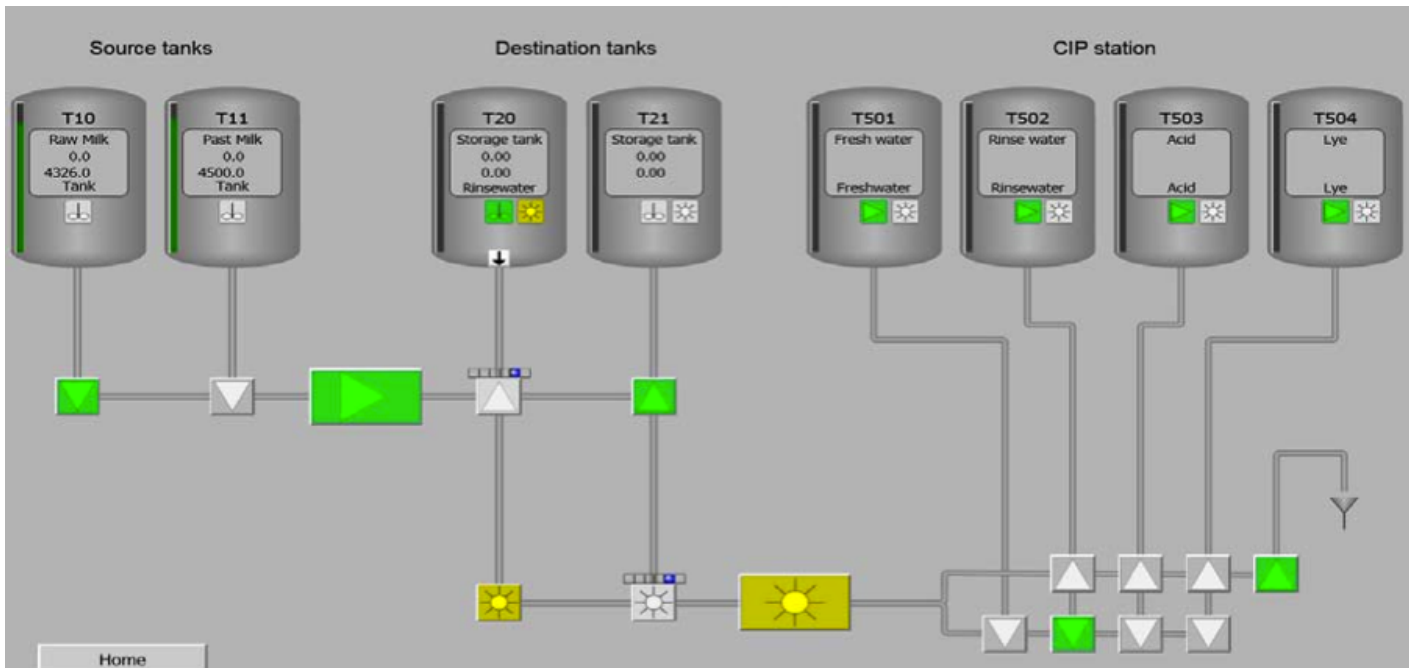 Source tanks
Destination tanks
CIP station
T10
Raw Milk
0.0
4326.0
Tank
T11
Past Milk
0.0
4500.0
Tank
T20
Storage tank
0.00
0.00
Rinsewater
T21
Storage tank
0.00
0.00
T501
Fresh water
Freshwater
T502
Rinse water
Rinsewater
T503
Acid
Acid
T504
Lye
Lye
Home